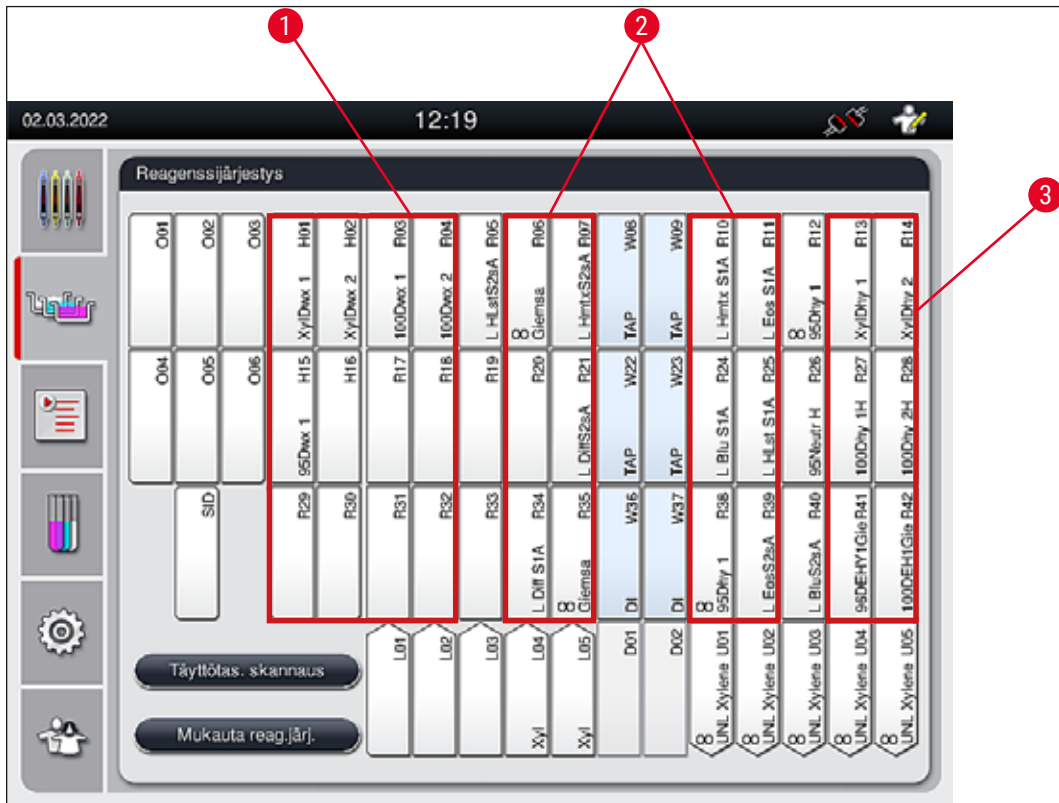 1
2
02.03.2022
12:19
Reagenssijärjestys
3
O01
O02
O03
XylDwx 1 H01
XylDwx 2 H02
100Dwx 1 R03
100Dwx 2 R04
L HLstS2sA R05
∞ Giemsa R06
L HmtxS2sA R07
TAP W08
TAP W09
L Hmtx S1A R10
L Eos S1A R11
∞ 95Dhy 1 R12
XylDhy 1 R13
XylDhy 2 R14
O04
O05
O06
95Dwx 1 H15
H16
R17
R18
R19
R20
L DiffS2sA R21
TAP W22
TAP W23
L Blu S1A R24
L HLst S1A R25
95Neutr H R26
100Dhy 1H R27
100Dhy 2H R28
SID
R29
R30
R31
R32
R33
L Diff S1A R34
∞ Giemsa R35
DI W36
DI W37
∞ 95Dhy 1 R38
L EosS2sA R39
L BluS2sA R40
96DEHY1Gie R41
100DEH1Gie R42
L01
L02
L03
Xyl L04
Xyl L05
D01
D02
∞ UNL Xylene U01
∞ UNL Xylene U02
∞ UNL Xylene U03
∞ UNL Xylene U04
∞ UNL Xylene U05
Täyttötas. skannaus
Mukauta reag.järj.